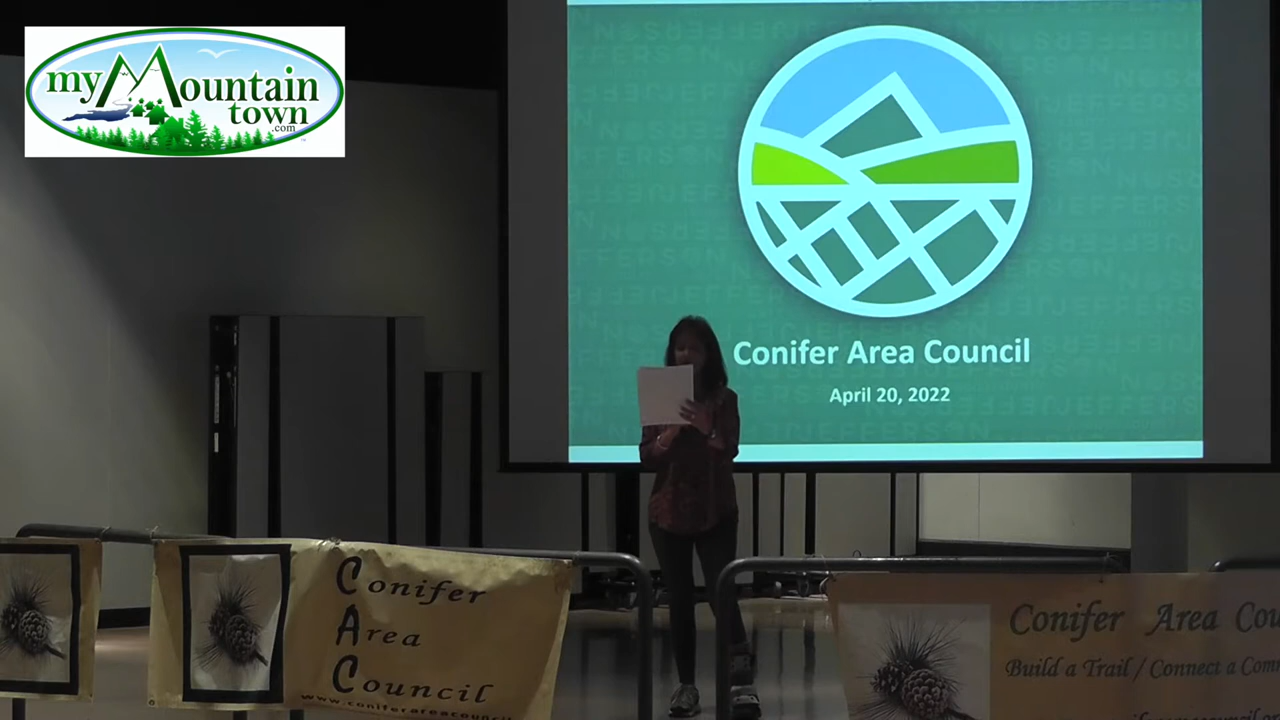 my Mountain
town
.com
Conifer Area Council
April 20, 2022
Conifer
Area
Council
www.coniferareacouncil
Conifer Area Cou
Build a Trail / Connect a Com